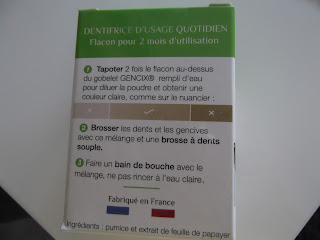 DENTIFRICE D'USAGE QUOTIDIEN
Flacon pour 2 mois d'utilisation
1 Tapoter 2 fois le flacon au-dessus
du gobelet GENCIX® rempli d'eau
pour diluer la poudre et obtenir une
couleur claire, comme sur le nuancier :
2 Brosser les dents et les gencives
avec ce mélange et une brosse à dents
souple.
3 Faire un bain de bouche avec le
mélange, ne pas rincer à l'eau claire.
Fabriqué en France
Ingrédients : pumice et extrait de feuille de papayer